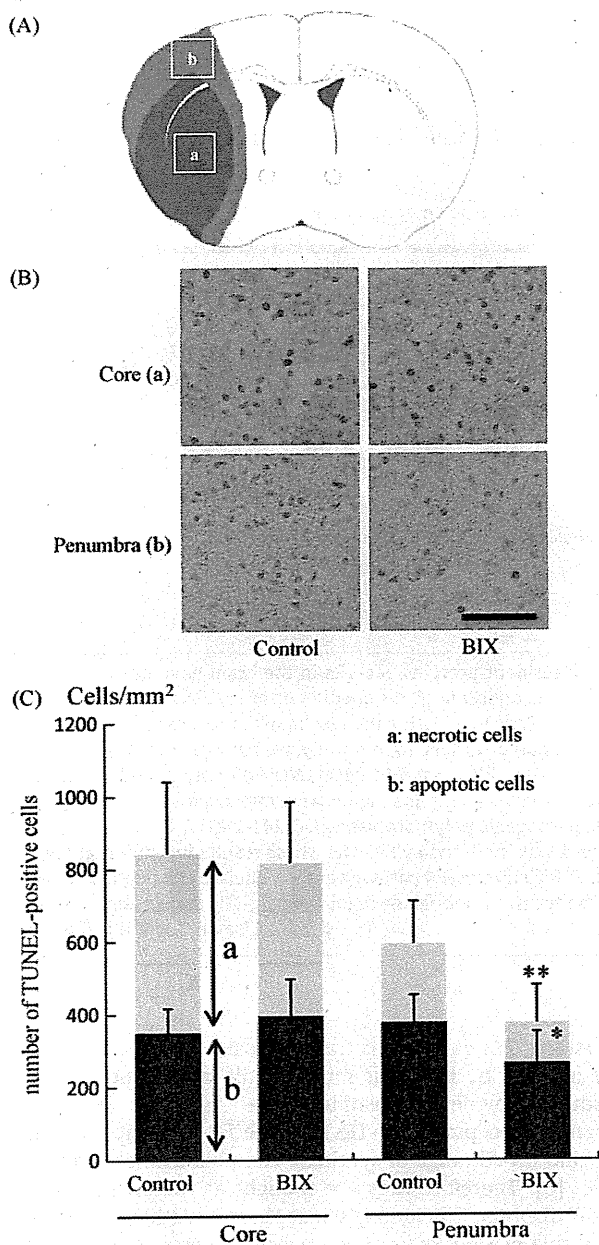 (A)
b
a
(B)
Core (a)
Penumbra (b)
Control
BIX
(C)
Cells/mm²
number of TUNEL-positive cells
1200
1000
800
600
400
200
0
a: necrotic cells
b: apoptotic cells
a
b
**
*
Control
BIX
Control
BIX
Core
Penumbra